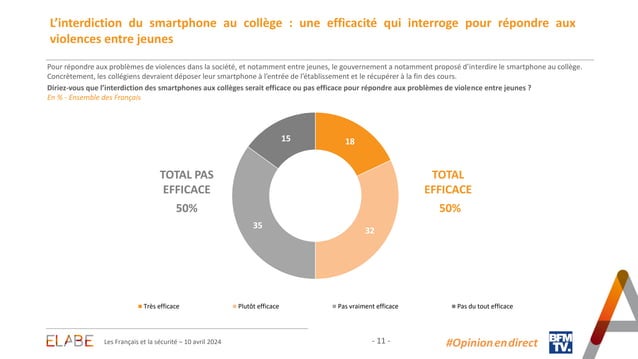 L’interdiction du smartphone au collège : une efficacité qui interroge pour répondre aux
violences entre jeunes
Pour répondre aux problèmes de violences dans la société, et notamment entre jeunes, le gouvernement a notamment proposé d’interdire le smartphone au collège.
Concrètement, les collégiens devraient déposer leur smartphone à l’entrée de l’établissement et le récupérer à la fin des cours.
Diriez-vous que l’interdiction des smartphones aux collèges serait efficace ou pas efficace pour répondre aux problèmes de violence entre jeunes ?
En % - Ensemble des Français
15
18
TOTAL PAS
EFFICACE
50%
TOTAL
EFFICACE
50%
35
32
Très efficace
Plutôt efficace
Pas vraiment efficace
Pas du tout efficace
ELABE
Les Français et la sécurité – 10 avril 2024
- 11 -
#Opinionendirect
BFM
TV.